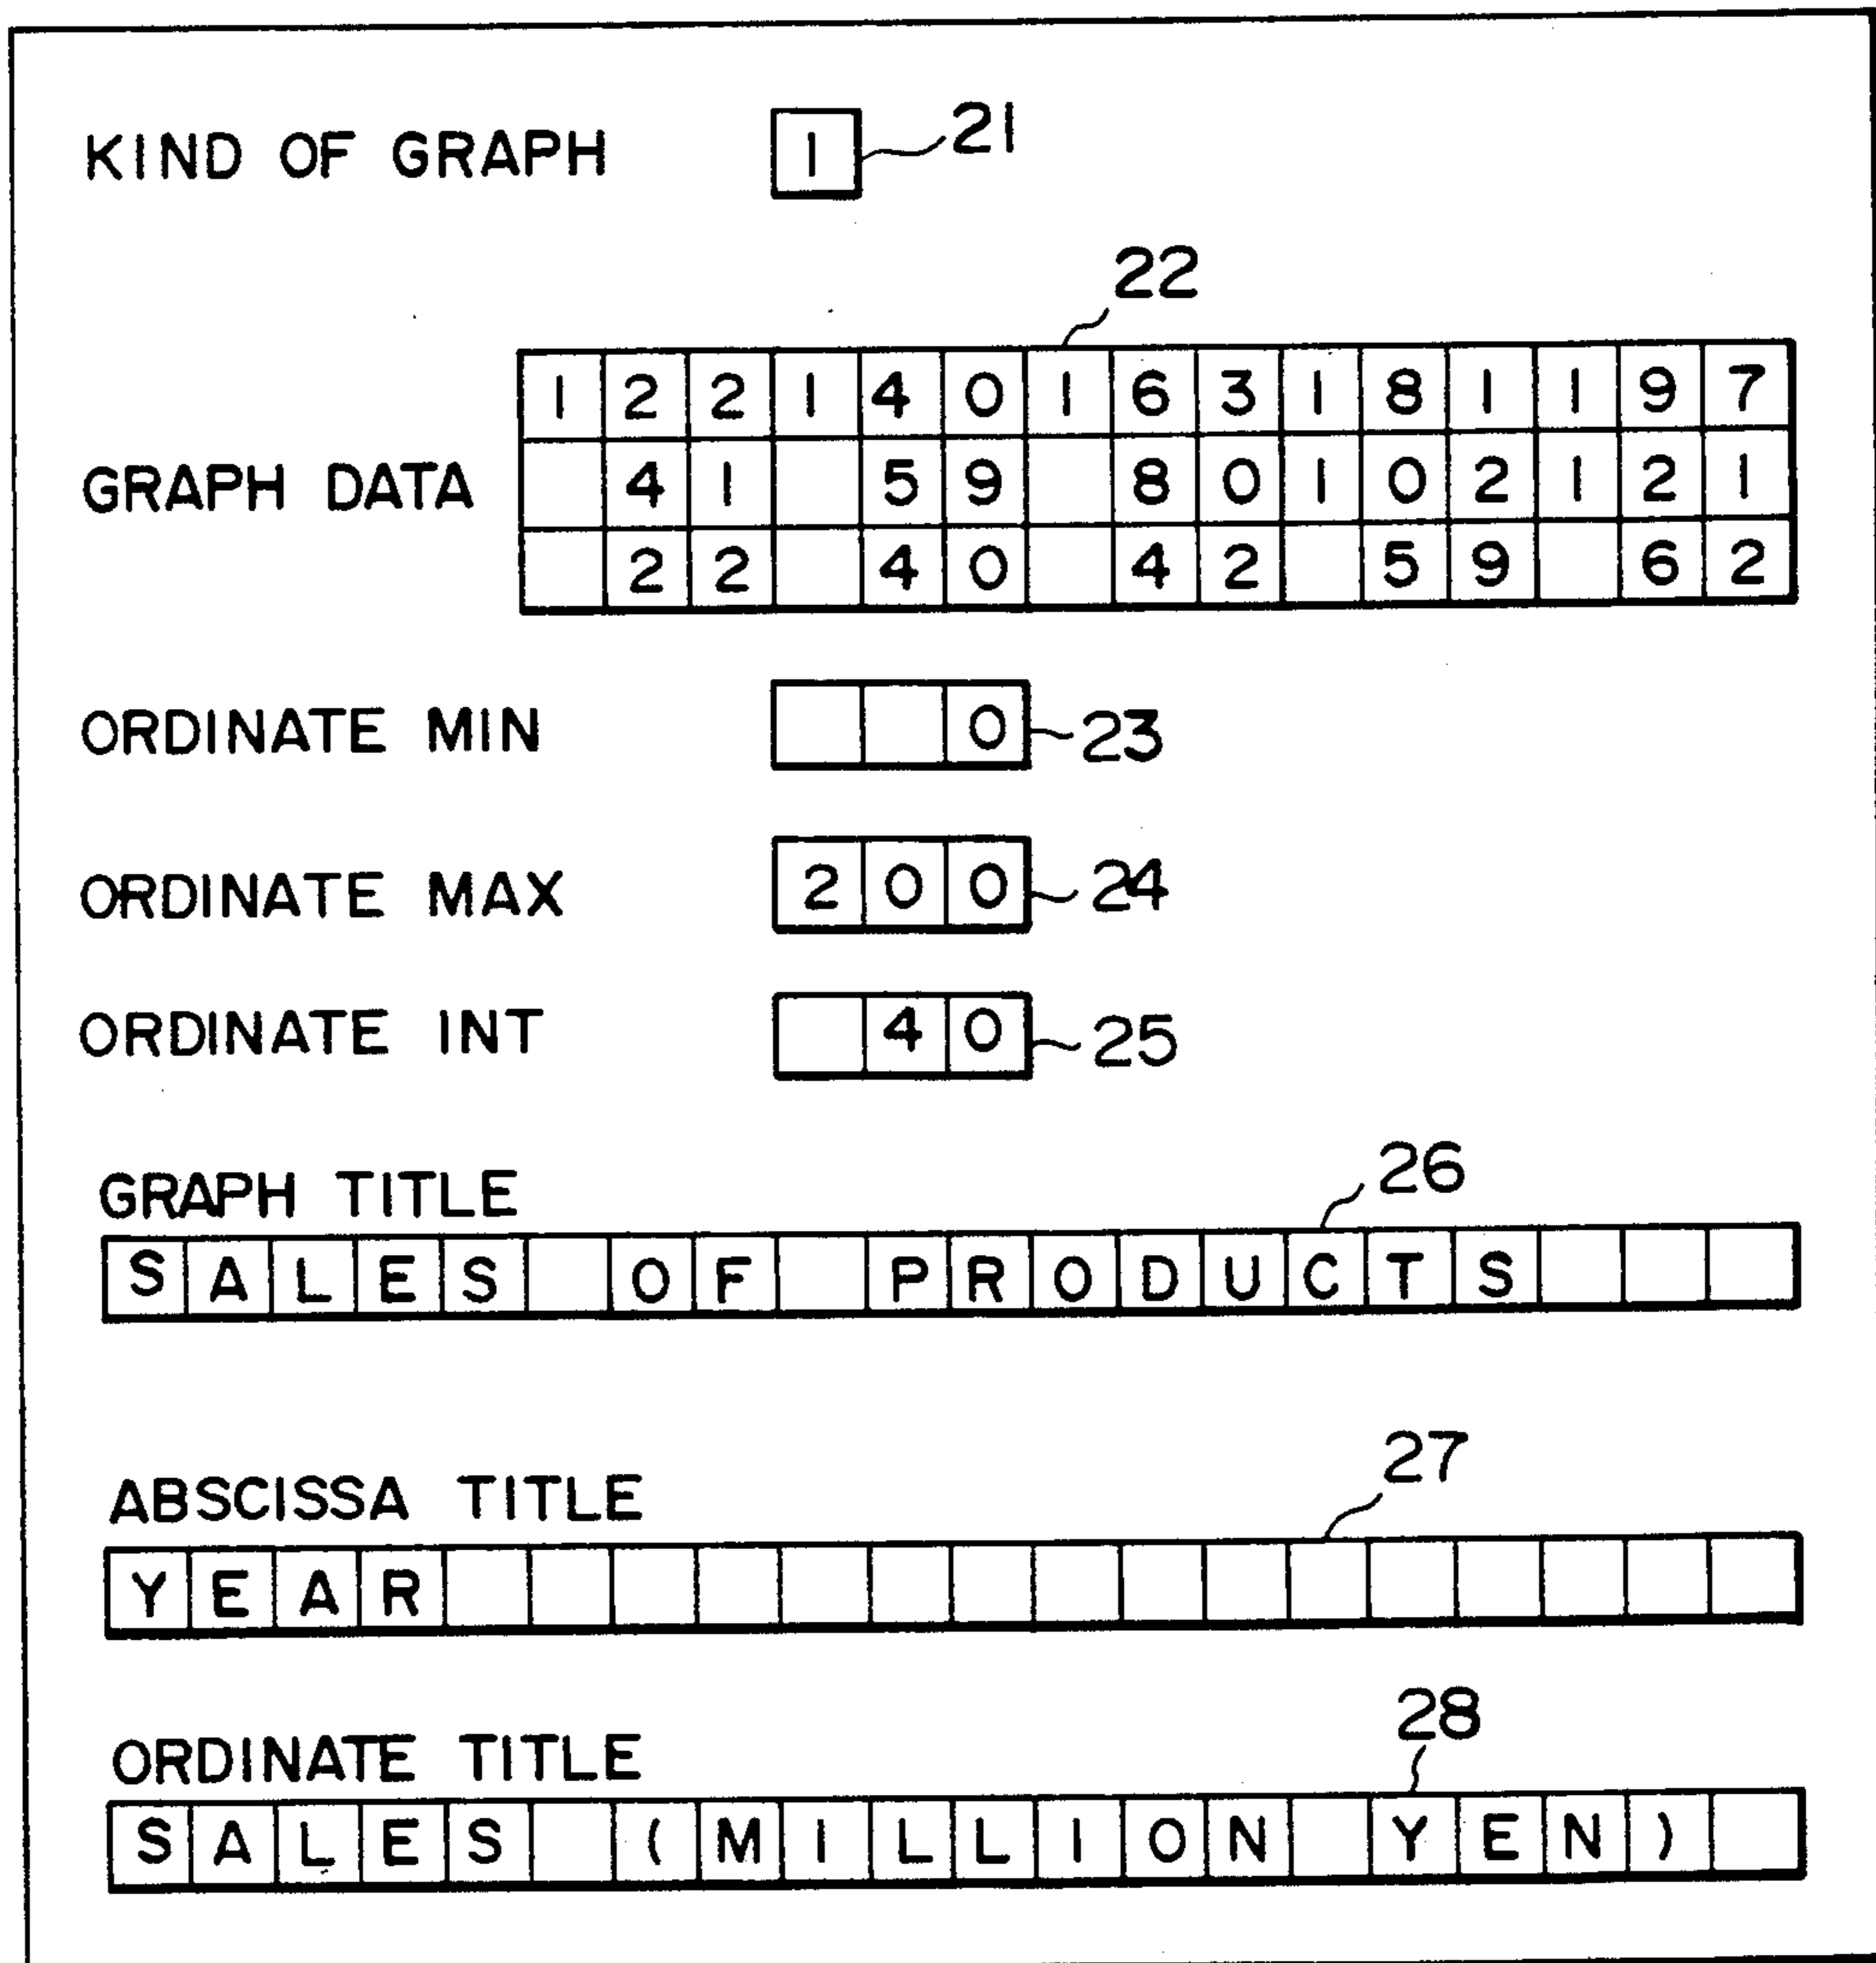 KIND OF GRAPH 1 21
22
1 2 2 1 4 0 1 6 3 1 8 1 1 9 7
GRAPH DATA 4 1 5 9 8 0 1 0 2 1 2 1
2 2 4 0 4 2 5 9 6 2
ORDINATE MIN 0 23
ORDINATE MAX 2 0 0 24
ORDINATE INT 4 0 25
GRAPH TITLE 26
SALES OF PRODUCTS
ABSCISSA TITLE 27
YEAR
ORDINATE TITLE 28
SALES (MILLION YEN)